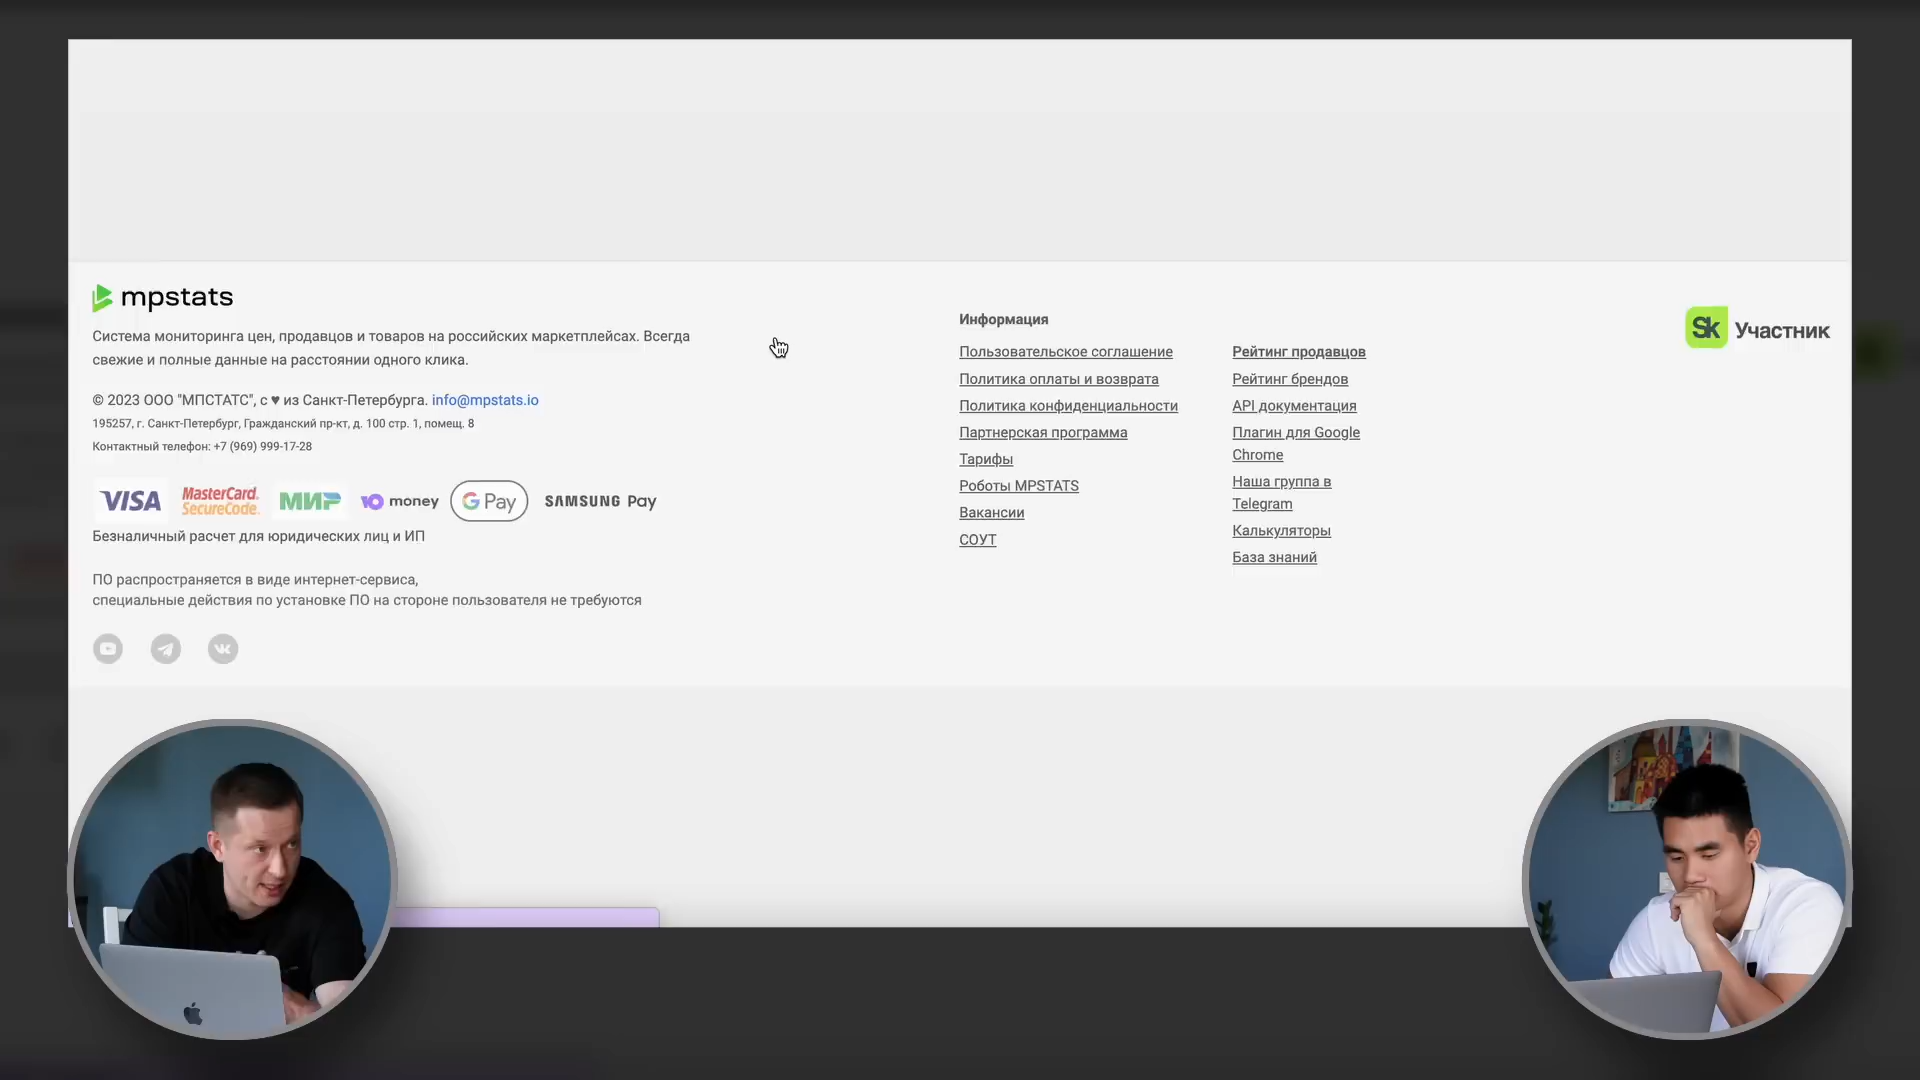 mpstats
Система мониторинга цен, продавцов и товаров на российских маркетплейсах. Всегда
свежие и полные данные на расстоянии одного клика.
© 2023 ООО "МПСТАТС", с ♥ из Санкт-Петербурга. info@mpstats.io
195257, г. Санкт-Петербург, Гражданский пр-кт, д. 100 стр. 1, помещ. 8
Контактный телефон: +7 (969) 999-17-28
VISA MasterCard. SecureCode. МИР Ю money G Pay SAMSUNG Pay
Безналичный расчет для юридических лиц и ИП
ПО распространяется в виде интернет-сервиса,
специальные действия по установке ПО на стороне пользователя не требуются
Информация
Пользовательское соглашение
Политика оплаты и возврата
Политика конфиденциальности
Партнерская программа
Тарифы
Роботы MPSTATS
Вакансии
СОУТ
Рейтинг продавцов
Рейтинг брендов
API документация
Плагин для Google
Chrome
Наша группа в
Telegram
Калькуляторы
База знаний
Sk Участник